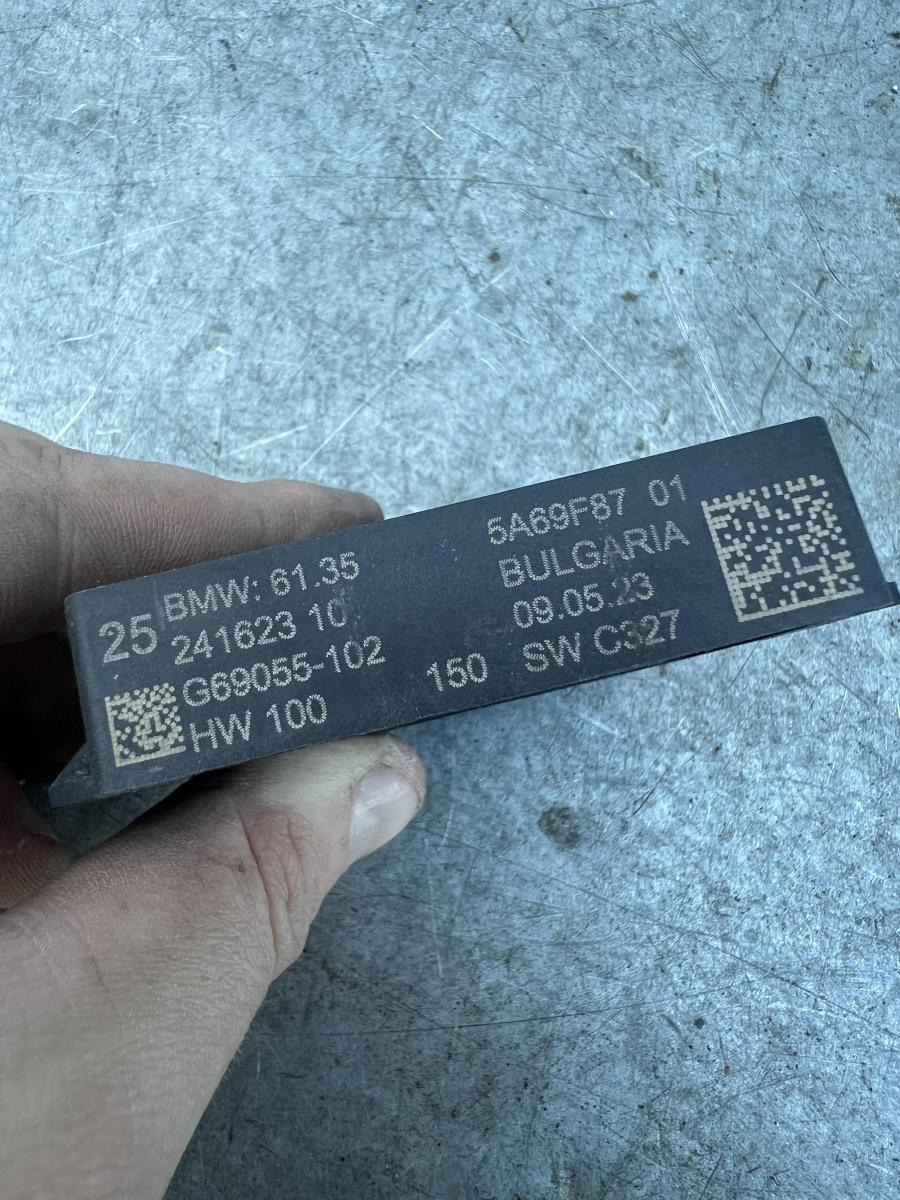 25
BMW: 61.35
241623 10
G69055-102
HW 100
150
5A69F87 01
BULGARIA
09.05.23
SW C327